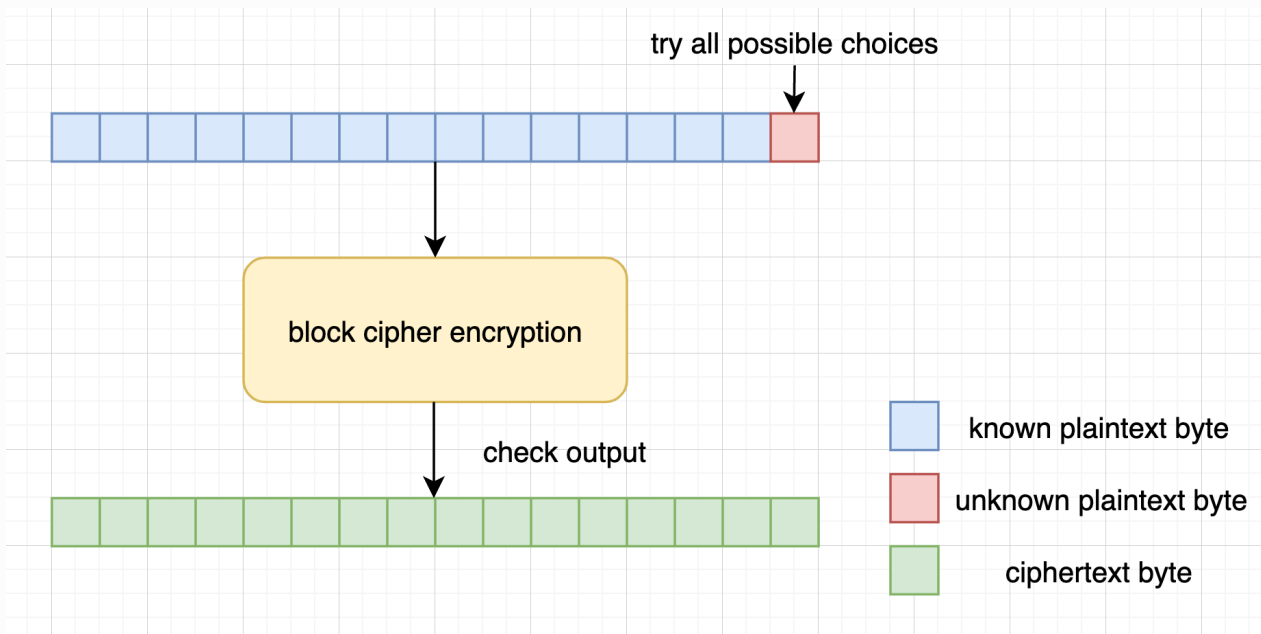 try all possible choices
block cipher encryption
check output
known plaintext byte
unknown plaintext byte
ciphertext byte